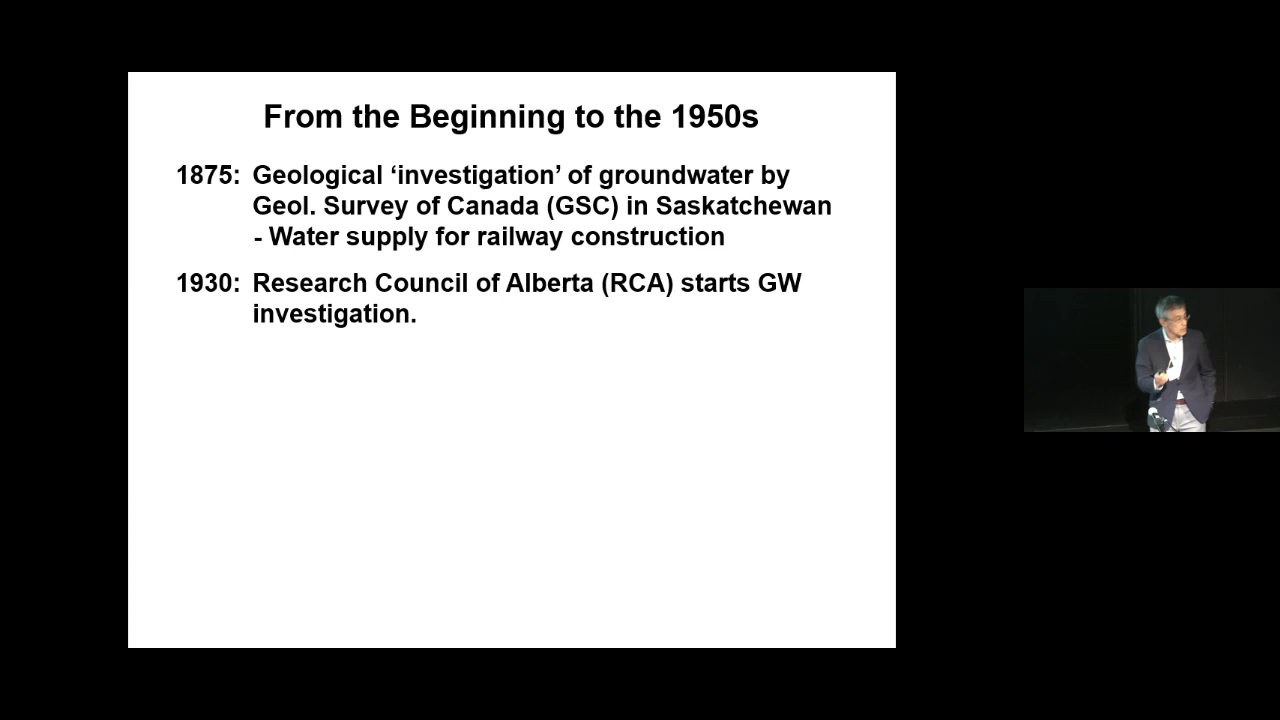 From the Beginning to the 1950s
1875: Geological ‘investigation’ of groundwater by
Geol. Survey of Canada (GSC) in Saskatchewan
- Water supply for railway construction
1930: Research Council of Alberta (RCA) starts GW
investigation.